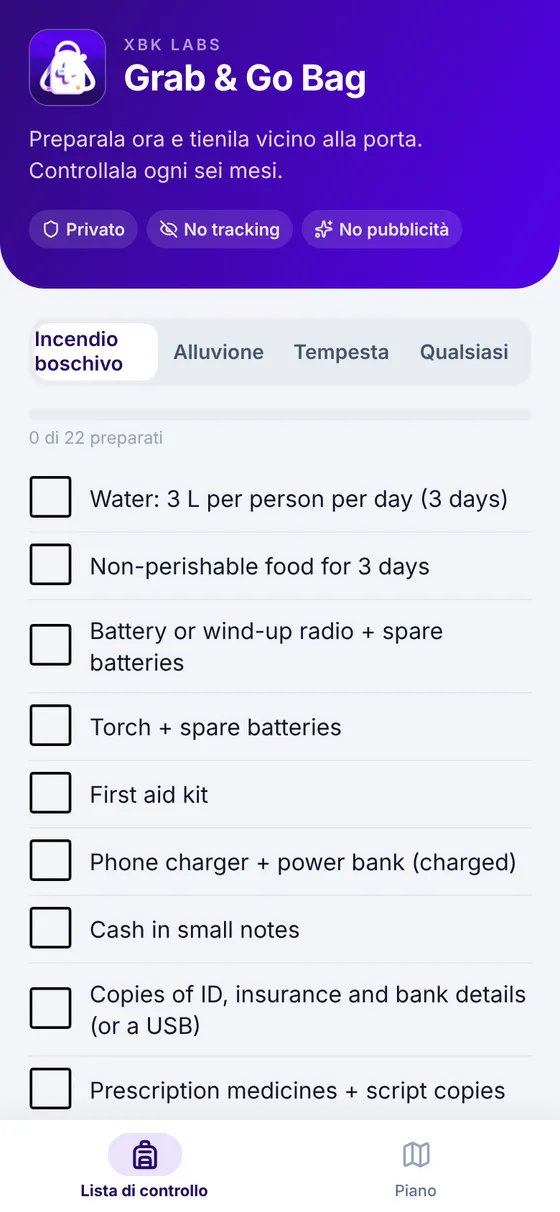 XBK LABS
Grab & Go Bag
Preparala ora e tienila vicino alla porta.
Controllala ogni sei mesi.
Privato
No tracking
No pubblicità
Incendio
boschivo
Alluvione
Tempesta
Qualsiasi
0 di 22 preparati
Water: 3 L per person per day (3 days)
Non-perishable food for 3 days
Battery or wind-up radio + spare
batteries
Torch + spare batteries
First aid kit
Phone charger + power bank (charged)
Cash in small notes
Copies of ID, insurance and bank details
(or a USB)
Prescription medicines + script copies
Lista di controllo
Piano